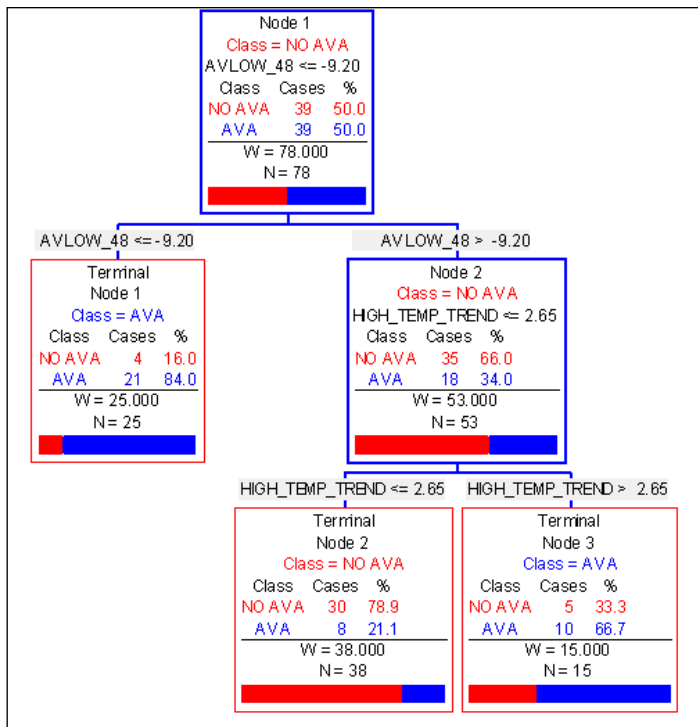 Node 1
Class = NO AVA
AVLOW_48 <= -9.20
Class Cases %
NO AVA 39 50.0
AVA 39 50.0
W = 78.000
N = 78
AVLOW_48 <= -9.20
AVLOW_48 > -9.20
Terminal
Node 1
Class = AVA
Class Cases %
NO AVA 4 16.0
AVA 21 84.0
W = 25.000
N = 25
Node 2
Class = NO AVA
HIGH_TEMP_TREND <= 2.65
Class Cases %
NO AVA 35 66.0
AVA 18 34.0
W = 53.000
N = 53
HIGH_TEMP_TREND <= 2.65
HIGH_TEMP_TREND > 2.65
Terminal
Node 2
Class = NO AVA
Class Cases %
NO AVA 30 78.9
AVA 8 21.1
W = 38.000
N = 38
Terminal
Node 3
Class = AVA
Class Cases %
NO AVA 5 33.3
AVA 10 66.7
W = 15.000
N = 15